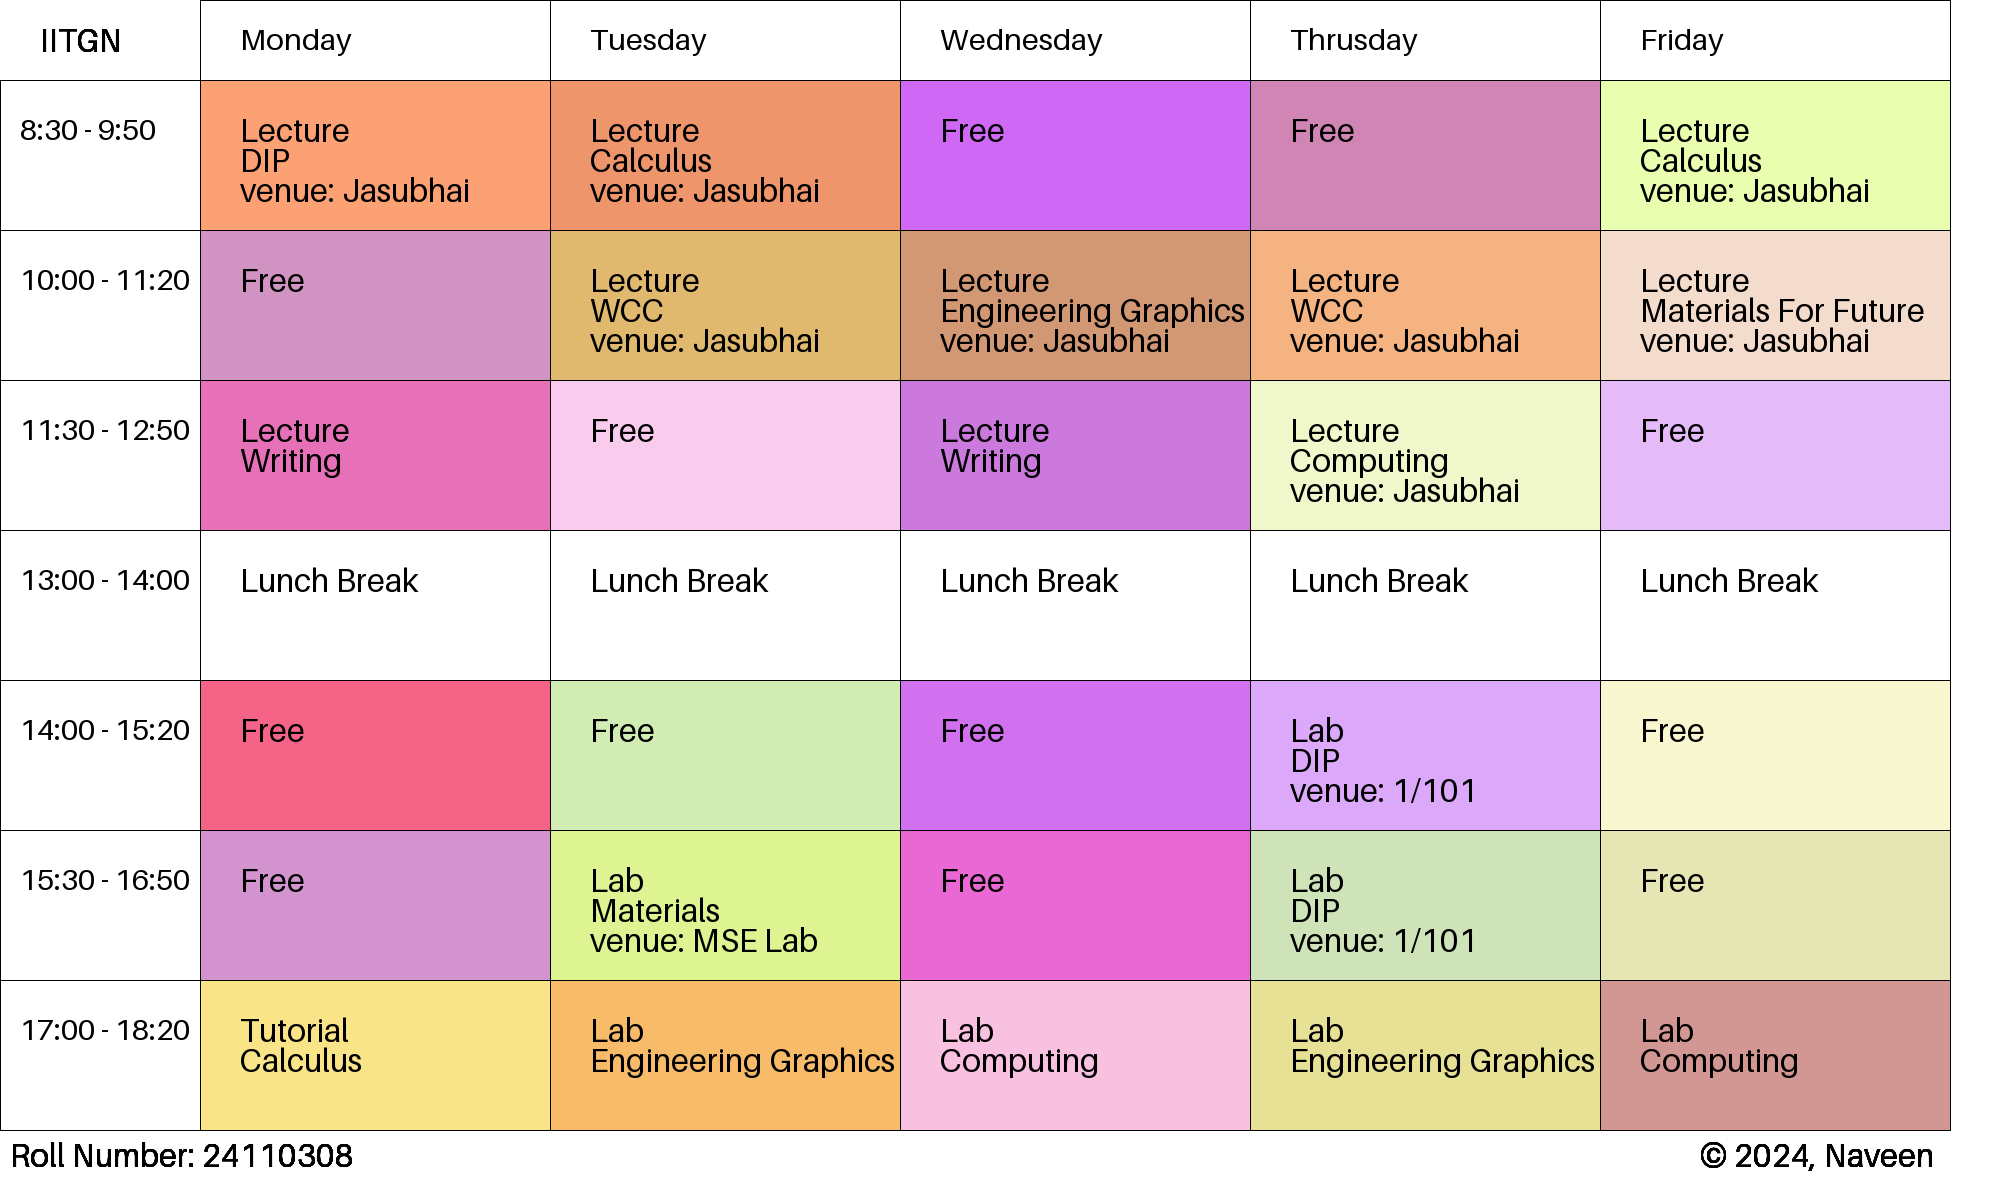 IITGN
Monday
Tuesday
Wednesday
Thrusday
Friday
8:30 - 9:50
Lecture
DIP
venue: Jasubhai
Lecture
Calculus
venue: Jasubhai
Free
Free
Lecture
Calculus
venue: Jasubhai
10:00 - 11:20
Free
Lecture
WCC
venue: Jasubhai
Lecture
Engineering Graphics
venue: Jasubhai
Lecture
WCC
venue: Jasubhai
Lecture
Materials For Future
venue: Jasubhai
11:30 - 12:50
Lecture
Writing
Free
Lecture
Writing
Lecture
Computing
venue: Jasubhai
Free
13:00 - 14:00
Lunch Break
Lunch Break
Lunch Break
Lunch Break
Lunch Break
14:00 - 15:20
Free
Free
Free
Lab
DIP
venue: 1/101
Free
15:30 - 16:50
Free
Lab
Materials
venue: MSE Lab
Free
Lab
DIP
venue: 1/101
Free
17:00 - 18:20
Tutorial
Calculus
Lab
Engineering Graphics
Lab
Computing
Lab
Engineering Graphics
Lab
Computing
Roll Number: 24110308
© 2024, Naveen